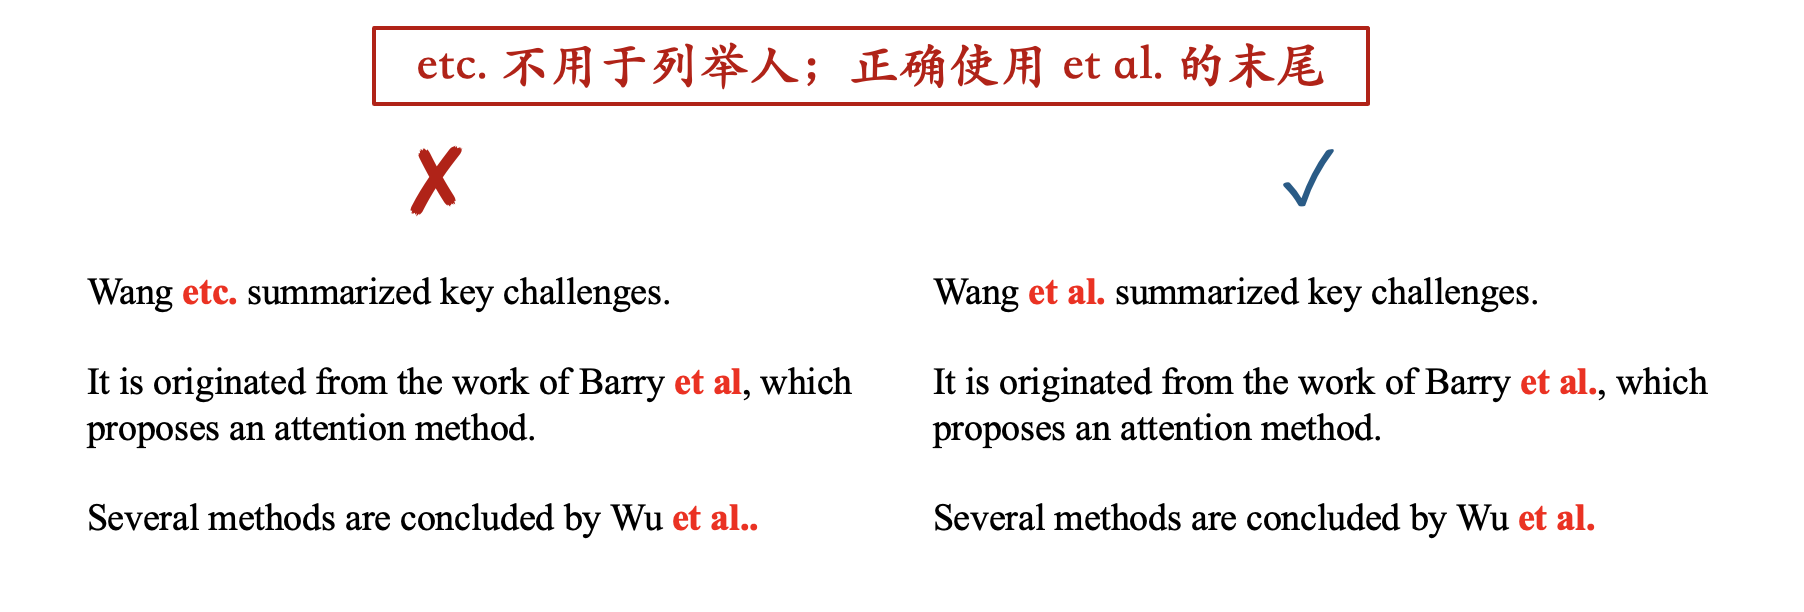 etc. 不用于列举人；正确使用 et al. 的末尾
✘
✓
Wang etc. summarized key challenges.
It is originated from the work of Barry et al, which
proposes an attention method.
Several methods are concluded by Wu et al..
Wang et al. summarized key challenges.
It is originated from the work of Barry et al., which
proposes an attention method.
Several methods are concluded by Wu et al.